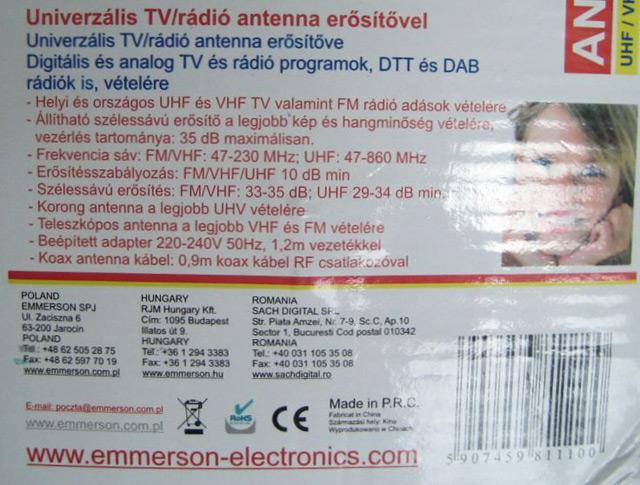 Univerzális TV/rádió antenna erősítővel
Univerzális TV/rádió antenna erősítőve
Digitális és analog TV és rádió programok, DTT és DAB
rádiók is, vételére
- Helyi és országos UHF és VHF TV valamint FM rádió adások vételére
- Állítható szélessávú erősítő a legjobb kép és hangminőség vételére,
vezérlés tartománya: 35 dB maximálisan.
- Frekvencia sáv: FM/VHF: 47-230 MHz; UHF: 47-860 MHz
- Erősítésszabályozás: FM/VHF/UHF 10 dB min
- Szélessávú erősítés: FM/VHF: 33-35 dB; UHF 29-34 dB min.
- Korong antenna a legjobb UHV vételére
- Teleszkópos antenna a legjobb VHF és FM vételére
- Beépített adapter 220-240V 50Hz, 1,2m vezetékkel
- Koax antenna kábel: 0,9m koax kábel RF csatlakozóval
AN
UHF / VH
POLAND
EMMERSON SPJ
Ul. Zaciszna 6
63-200 Jarocin
POLAND
Tel.: +48 62 505 28 75
Fax: +48 62 597 70 19
www.emmerson.com.pl
HUNGARY
RJM Hungary Kft.
Cím: 1095 Budapest
Illatos út 9.
HUNGARY
Tel.: +36 1 294 3383
Fax: +36 1 294 3383
www.emmerson.hu
ROMANIA
SACH DIGITAL SRL
Str. Piata Amzei, Nr. 7-9, Sc.C, Ap.10
Sector 1, Bucuresti Cod postal 010342
ROMANIA
Tel.: +40 031 105 35 08
Fax: +40 031 105 35 08
www.sachdigital.ro
E-mail: poczta@emmerson.com.pl
www.emmerson.com.pl
RoHS
CE
Made in P.R.C.
Fabricat in China
Származási hely: Kína
Wyprodukowano w Chinach
www.emmerson-electronics.com
5 907459 811100